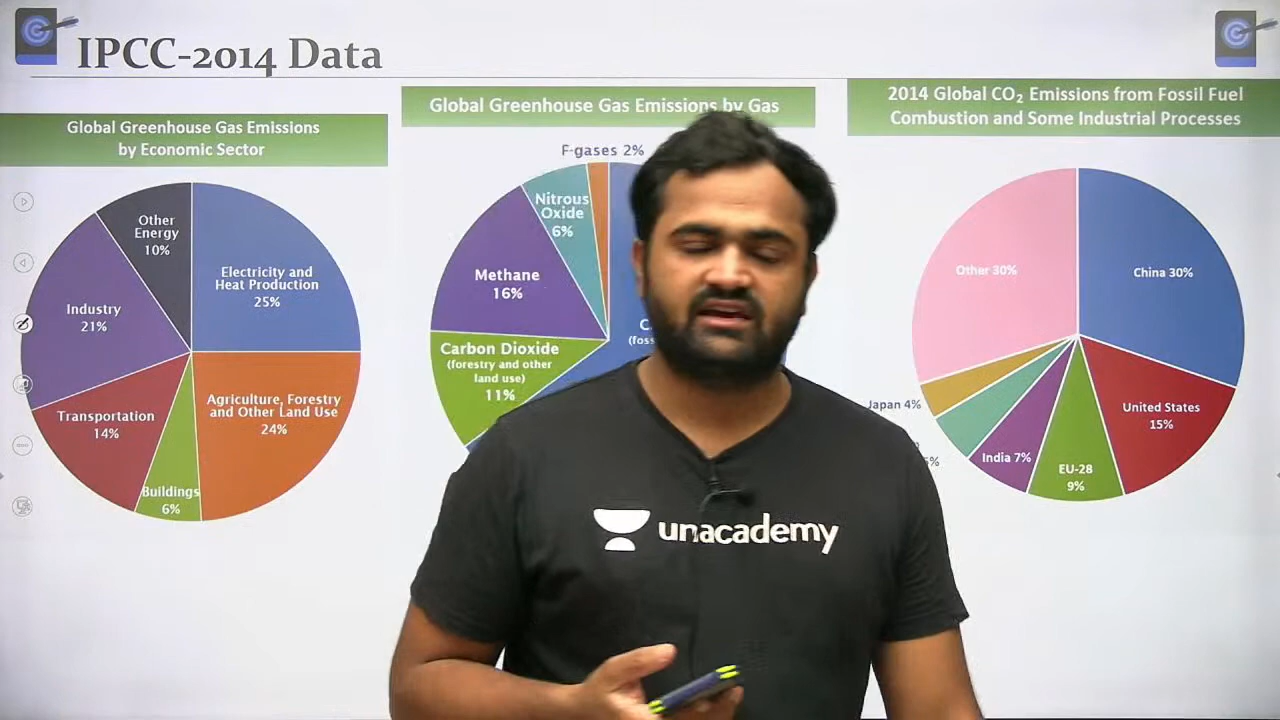 IPCC-2014 Data
Global Greenhouse Gas Emissions
by Economic Sector
Other
Energy
10%
Electricity and
Heat Production
25%
Industry
21%
Agriculture, Forestry
and Other Land Use
24%
Transportation
14%
Buildings
6%
Global Greenhouse Gas Emissions by Gas
F-gases 2%
Nitrous
Oxide
6%
Methane
16%
Carbon Dioxide
(forestry and other
land use)
11%
C
(foss
2014 Global CO₂ Emissions from Fossil Fuel
Combustion and Some Industrial Processes
Other 30%
China 30%
Japan 4%
United States
15%
India 7%
EU-28
9%
unacademy